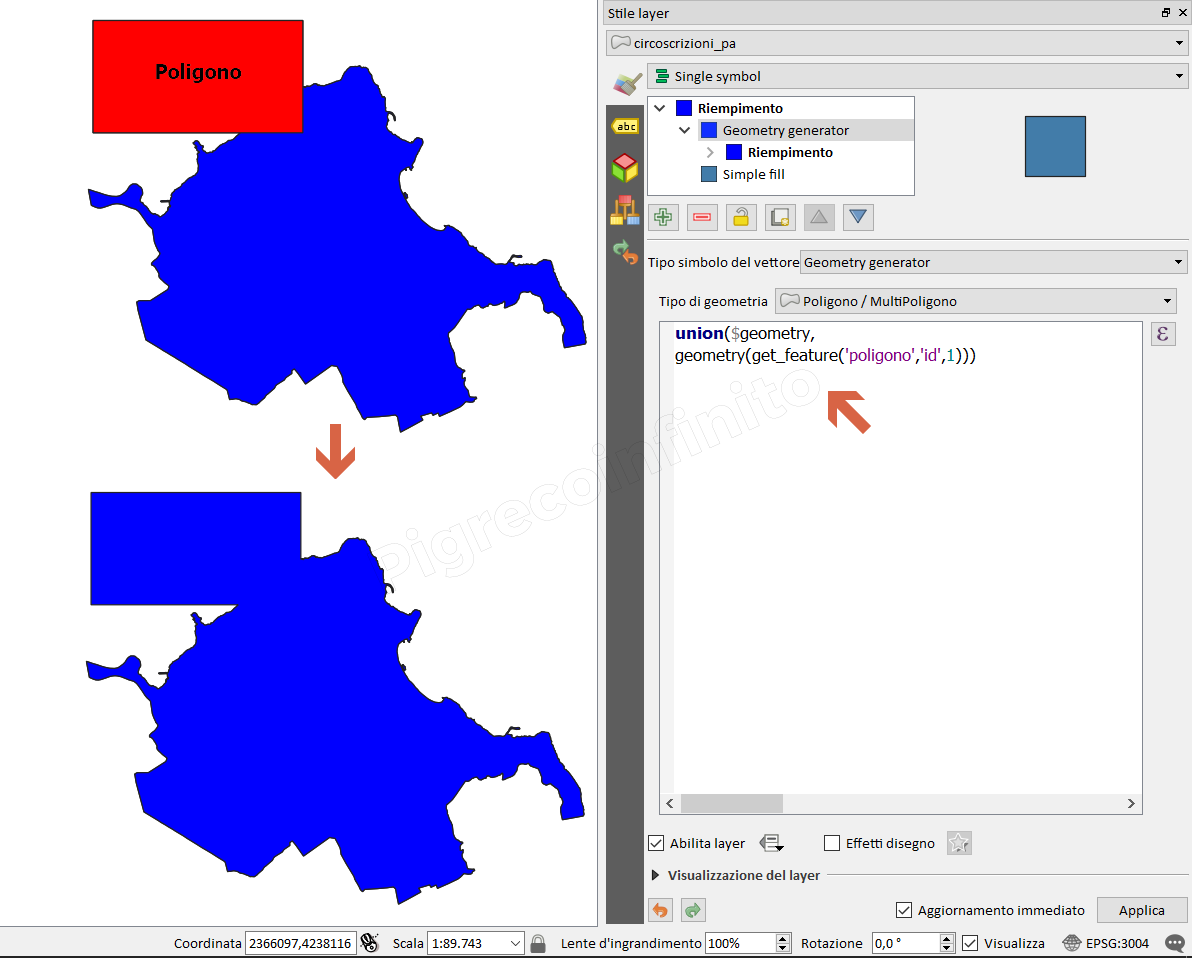 Poligono
Stile layer
circoscrizioni_pa
Single symbol
Riempimento
Geometry generator
Riempimento
Simple fill
abc
Tipo simbolo del vettore Geometry generator
Tipo di geometria Poligono / MultiPoligono
union($geometry,
geometry(get_feature('poligono','id',1)))
ε
Pigrecoinfinito
Abilita layer
Effetti disegno
Visualizzazione del layer
Aggiornamento immediato
Applica
Coordinata 2366097,4238116 Scala 1:89.743 Lente d'ingrandimento 100% Rotazione 0,0 ° Visualizza EPSG:3004